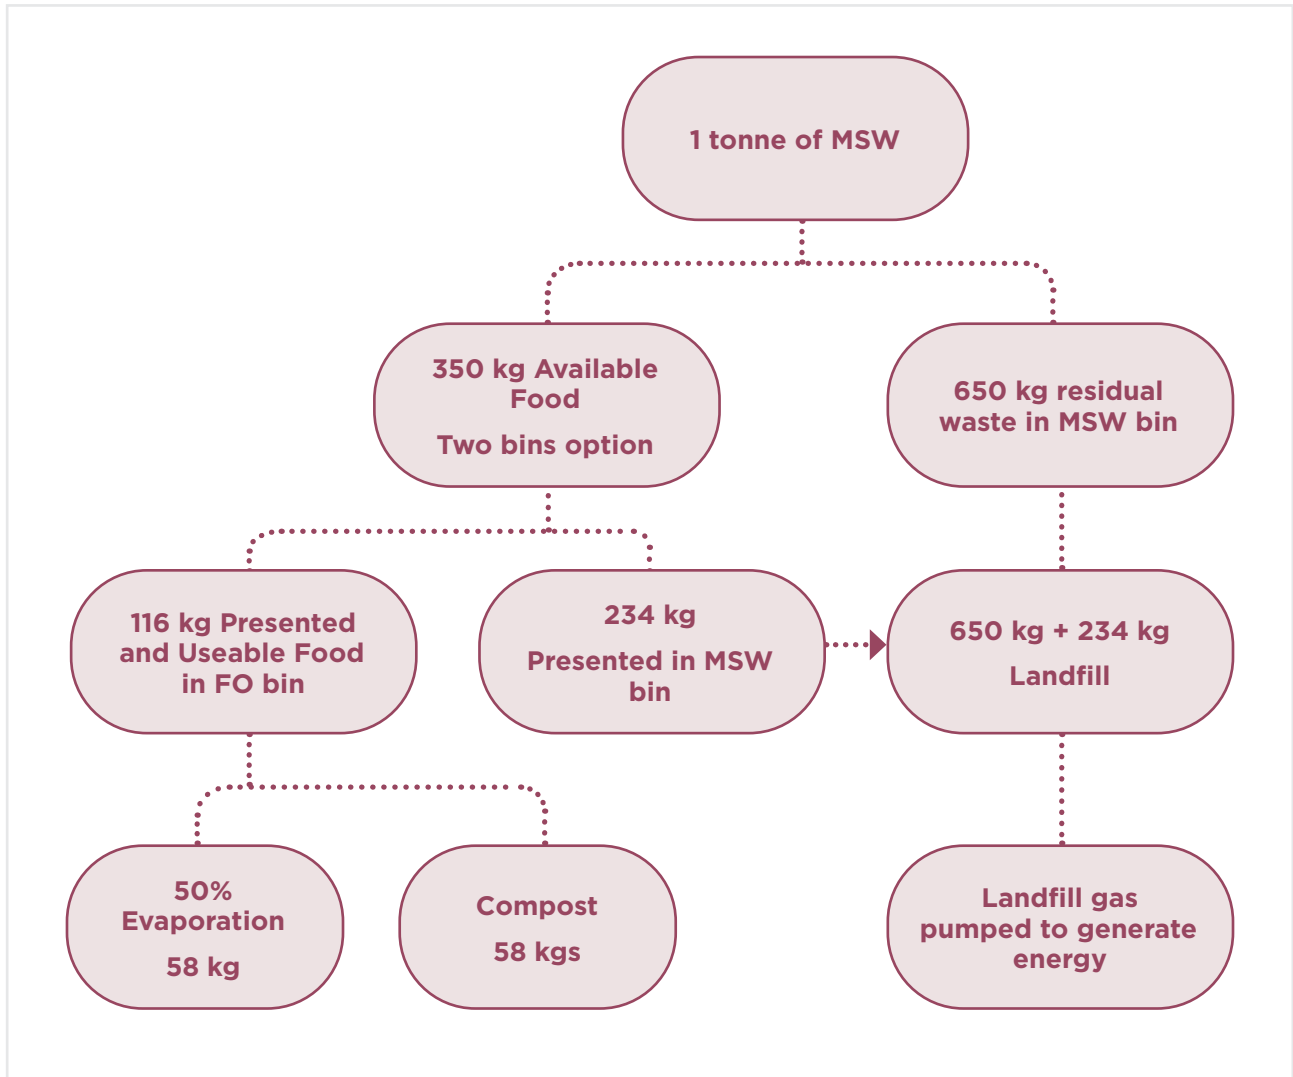 1 tonne of MSW
350 kg Available
Food
Two bins option
650 kg residual
waste in MSW bin
116 kg Presented
and Useable Food
in FO bin
234 kg
Presented in MSW
bin
650 kg + 234 kg
Landfill
50%
Evaporation
58 kg
Compost
58 kgs
Landfill gas
pumped to generate
energy